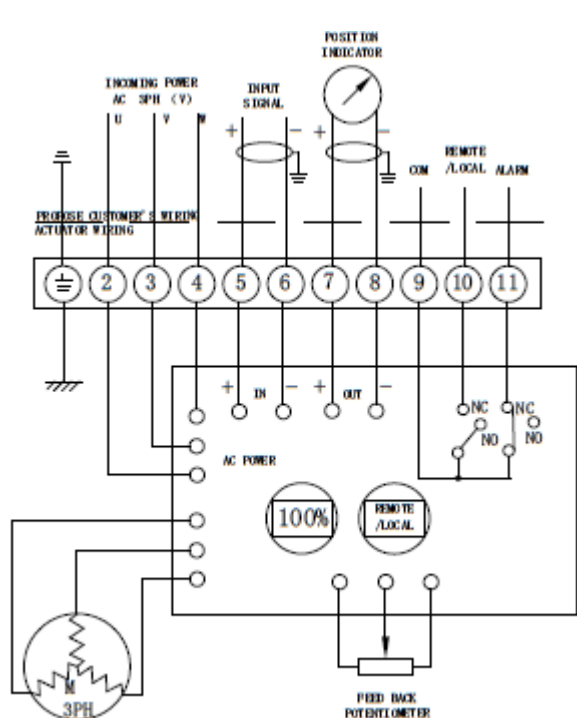 POSITION
INDICATOR
INCOMING POWER
AC 3PH (V)
U V W
INPUT
SIGNAL
+ −
+ −
COM
REMOTE
/LOCAL
ALARM
PROPOSE CUSTOMER'S WIRING
ACTUATOR WIRING
2 3 4 5 6 7 8 9 10 11
+ IN − + OUT −
NC NC
NO NO
AC POWER
100%
REMOTE
/LOCAL
M
3PH
FEED BACK
POTENTIOMETER